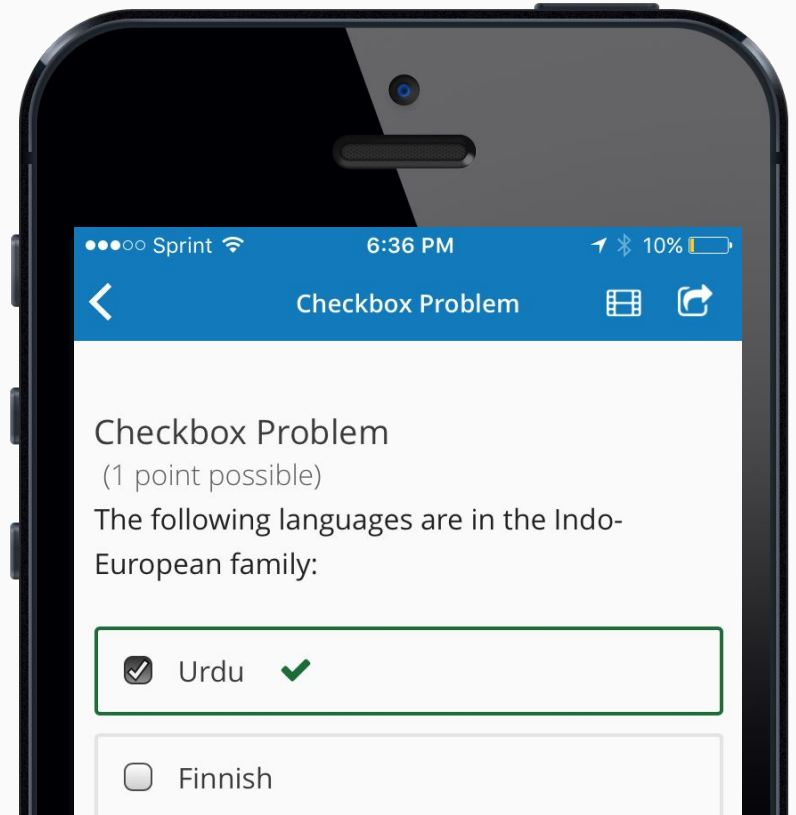 Sprint 6:36 PM 10%
Checkbox Problem
Checkbox Problem
(1 point possible)
The following languages are in the Indo-
European family:
Urdu
Finnish